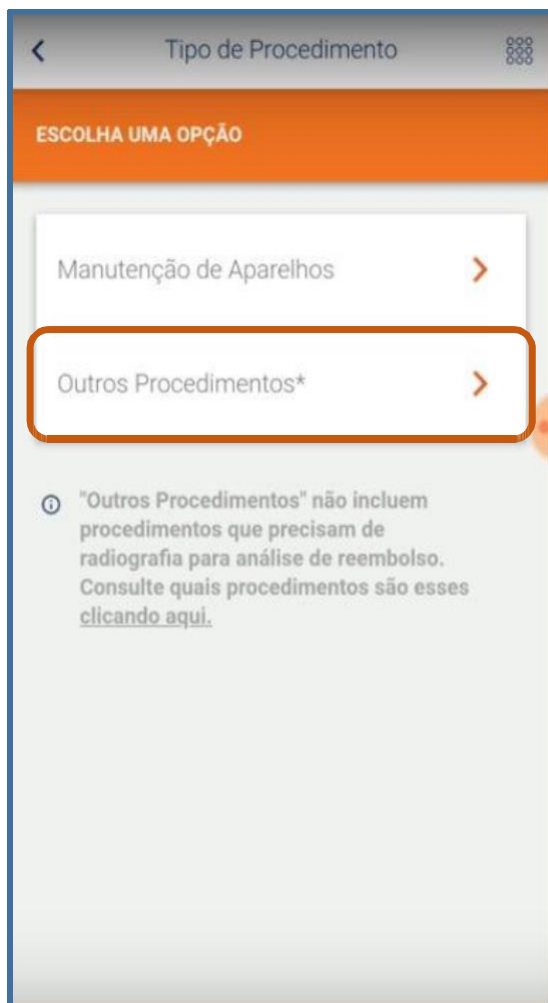 Tipo de Procedimento
ESCOLHA UMA OPÇÃO
Manutenção de Aparelhos
Outros Procedimentos*
"Outros Procedimentos" não incluem
procedimentos que precisam de
radiografia para análise de reembolso.
Consulte quais procedimentos são esses
clicando aqui.